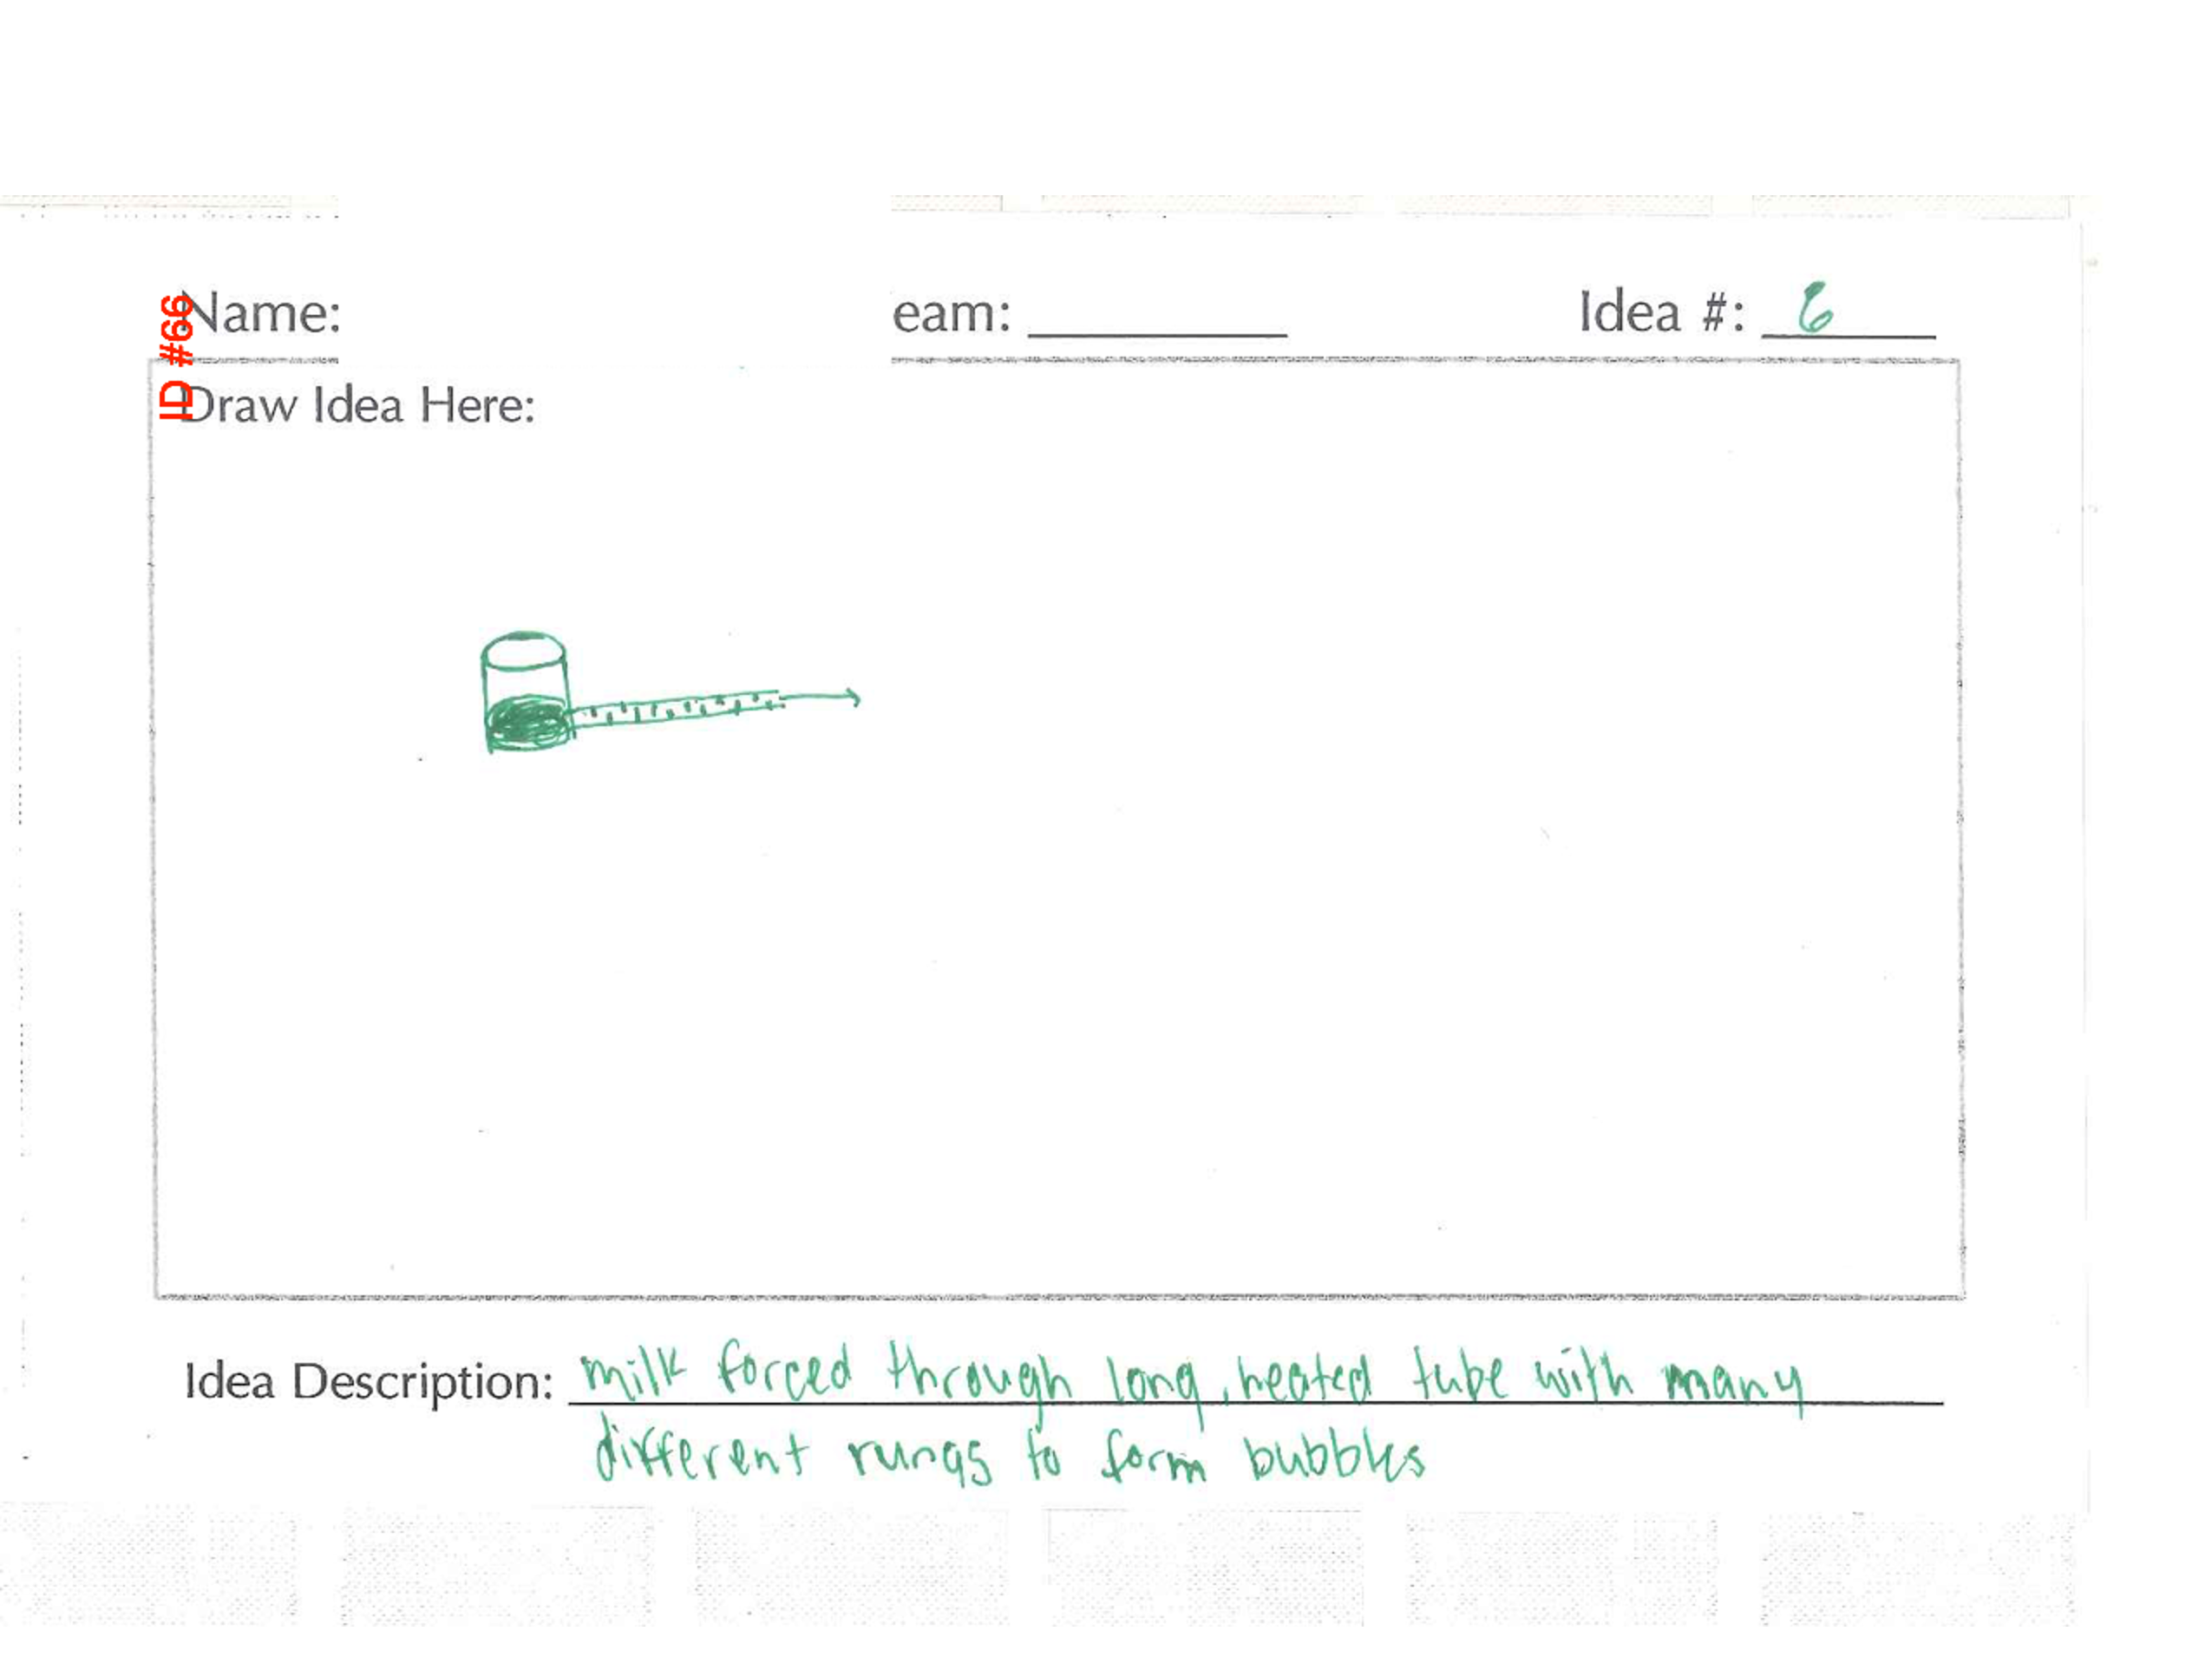 ID #66
Name: eam: Idea #: 6
Draw Idea Here:
Idea Description: milk forced through long, heated tube with many
different rungs to form bubbles